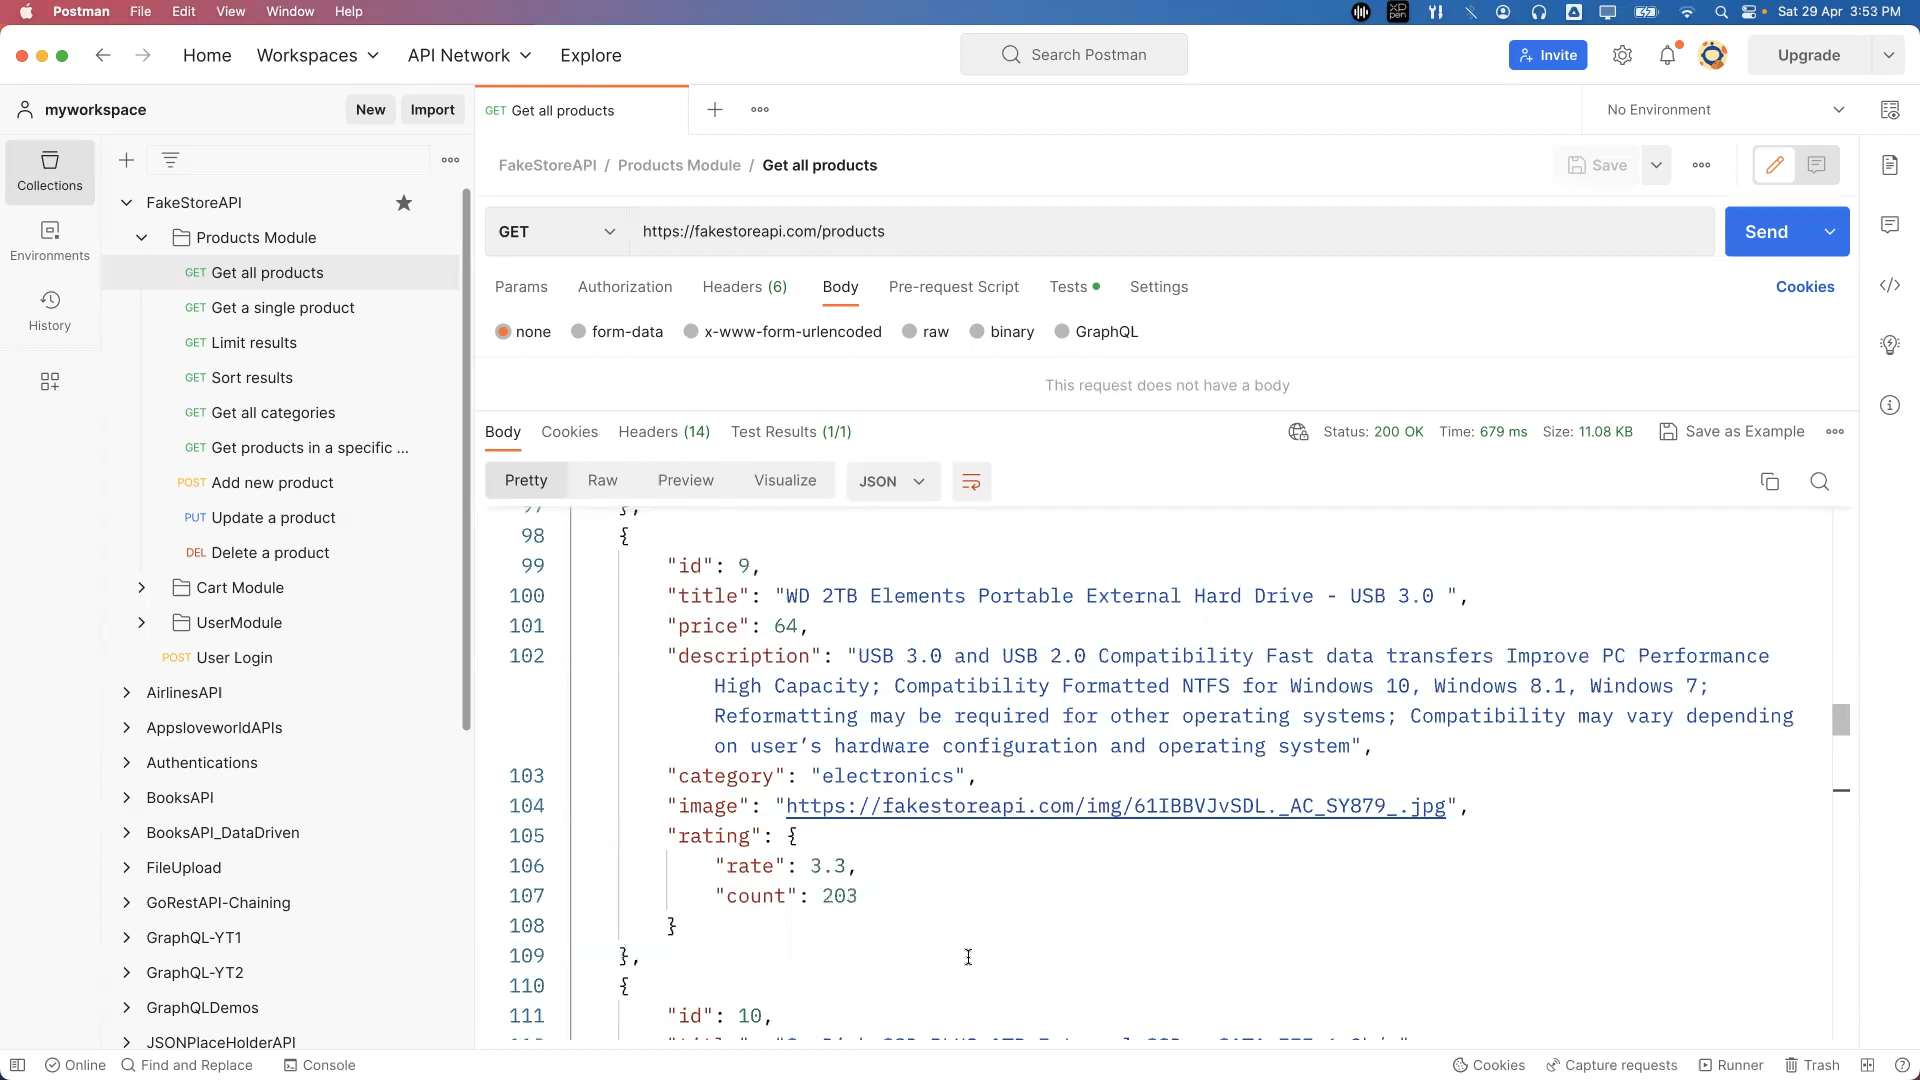 Postman File Edit View Window Help
XP PEN
Sat 29 Apr 3:53 PM
Home Workspaces API Network Explore
Search Postman
Invite
Upgrade
myworkspace
New Import
GET Get all products
No Environment
Collections
Environments
History
FakeStoreAPI
Products Module
GET Get all products
GET Get a single product
GET Limit results
GET Sort results
GET Get all categories
GET Get products in a specific ...
POST Add new product
PUT Update a product
DEL Delete a product
Cart Module
UserModule
POST User Login
AirlinesAPI
AppsloveworldAPIs
Authentications
BooksAPI
BooksAPI_DataDriven
FileUpload
GoRestAPI-Chaining
GraphQL-YT1
GraphQL-YT2
GraphQLDemos
JSONPlaceHolderAPI
FakeStoreAPI / Products Module / Get all products
Save
GET https://fakestoreapi.com/products
Send
Params Authorization Headers (6) Body Pre-request Script Tests Settings
Cookies
none form-data x-www-form-urlencoded raw binary GraphQL
This request does not have a body
Body Cookies Headers (14) Test Results (1/1)
Status: 200 OK Time: 679 ms Size: 11.08 KB Save as Example
Pretty Raw Preview Visualize JSON
97 },
98 {
99 "id": 9,
100 "title": "WD 2TB Elements Portable External Hard Drive - USB 3.0 ",
101 "price": 64,
102 "description": "USB 3.0 and USB 2.0 Compatibility Fast data transfers Improve PC Performance
High Capacity; Compatibility Formatted NTFS for Windows 10, Windows 8.1, Windows 7;
Reformatting may be required for other operating systems; Compatibility may vary depending
on user’s hardware configuration and operating system",
103 "category": "electronics",
104 "image": "https://fakestoreapi.com/img/61IBBVJvSDL._AC_SY879_.jpg",
105 "rating": {
106 "rate": 3.3,
107 "count": 203
108 }
109 },
110 {
111 "id": 10,
Online Find and Replace Console
Cookies Capture requests Runner Trash